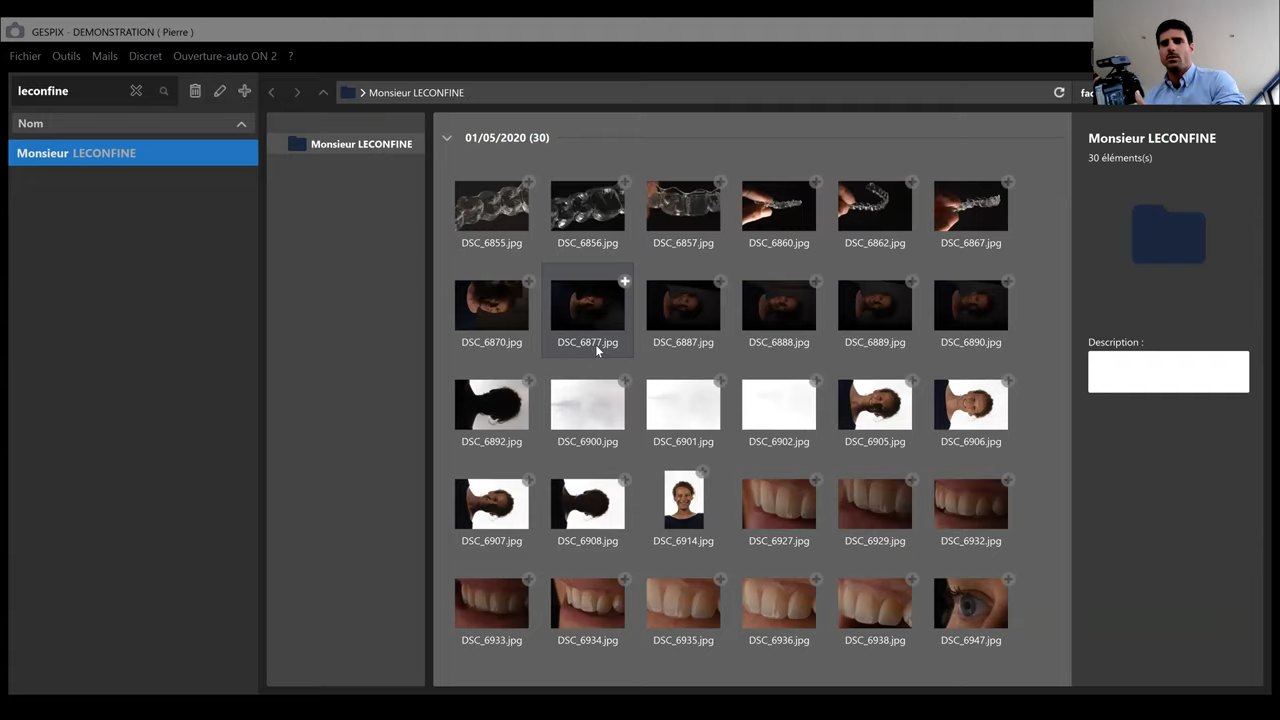 GESPIX - DEMONSTRATION ( Pierre )
Fichier Outils Mails Discret Ouverture-auto ON 2 ?
leconfine
Monsieur LECONFINE
Nom
Monsieur LECONFINE
Monsieur LECONFINE
01/05/2020 (30)
DSC_6855.jpg DSC_6856.jpg DSC_6857.jpg DSC_6860.jpg DSC_6862.jpg DSC_6867.jpg
DSC_6870.jpg DSC_6877.jpg DSC_6887.jpg DSC_6888.jpg DSC_6889.jpg DSC_6890.jpg
DSC_6892.jpg DSC_6900.jpg DSC_6901.jpg DSC_6902.jpg DSC_6905.jpg DSC_6906.jpg
DSC_6907.jpg DSC_6908.jpg DSC_6914.jpg DSC_6927.jpg DSC_6929.jpg DSC_6932.jpg
DSC_6933.jpg DSC_6934.jpg DSC_6935.jpg DSC_6936.jpg DSC_6938.jpg DSC_6947.jpg
Monsieur LECONFINE
30 éléments(s)
Description :